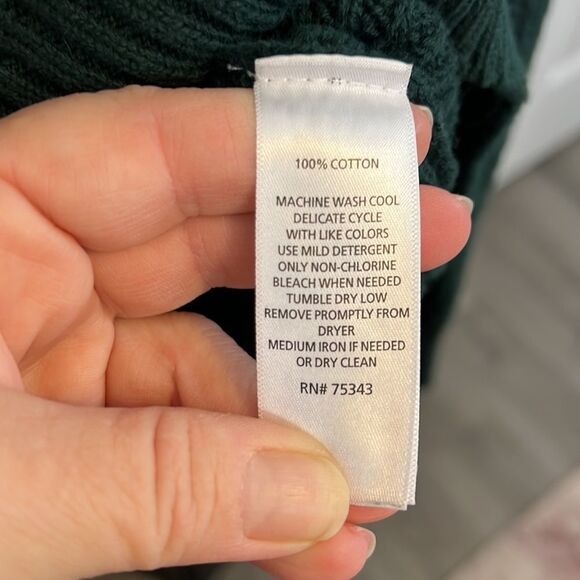 100% COTTON
MACHINE WASH COOL
DELICATE CYCLE
WITH LIKE COLORS
USE MILD DETERGENT
ONLY NON-CHLORINE
BLEACH WHEN NEEDED
TUMBLE DRY LOW
REMOVE PROMPTLY FROM
DRYER
MEDIUM IRON IF NEEDED
OR DRY CLEAN
RN# 75343